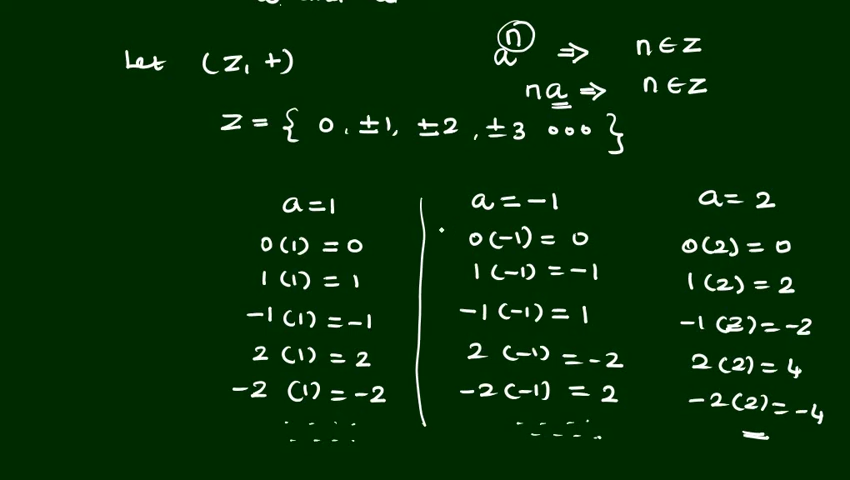 Let (Z, +)
aⁿ ⇒ n ∈ Z
na ⇒ n ∈ Z
Z = { 0, ±1, ±2, ±3 ooo }
a = 1
0(1) = 0
1(1) = 1
-1(1) = -1
2(1) = 2
-2(1) = -2
a = -1
0(-1) = 0
1(-1) = -1
-1(-1) = 1
2(-1) = -2
-2(-1) = 2
a = 2
0(2) = 0
1(2) = 2
-1(2) = -2
2(2) = 4
-2(2) = -4